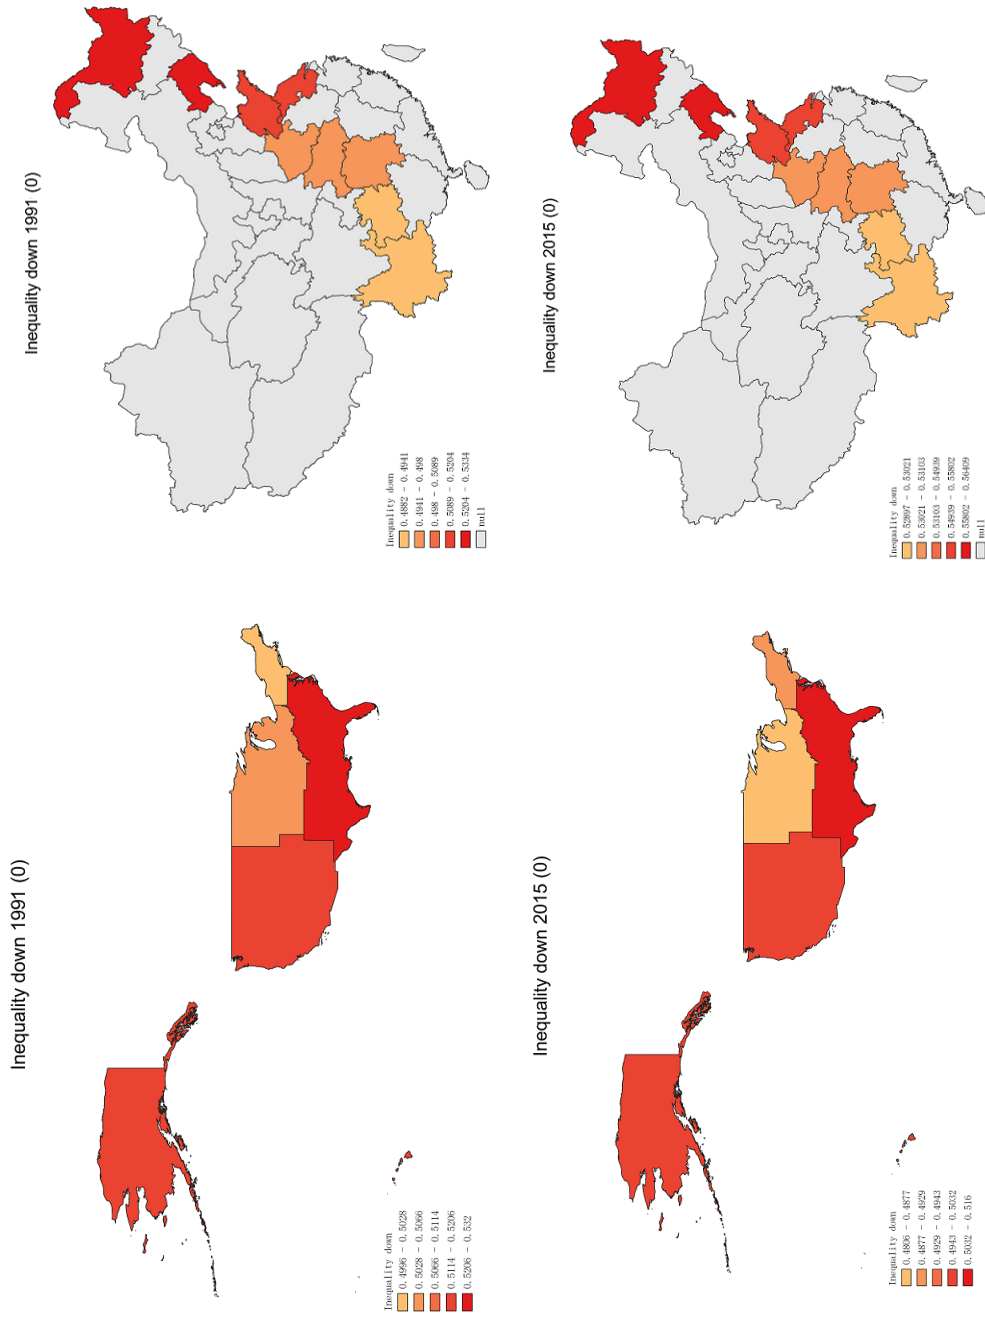 Inequality down 1991 (0)
Inequality down
0.4996 - 0.5028
0.5028 - 0.5066
0.5066 - 0.5114
0.5114 - 0.5206
0.5206 - 0.532
Inequality down 1991 (0)
Inequality down
0.4882 - 0.4941
0.4941 - 0.498
0.498 - 0.5089
0.5089 - 0.5204
0.5204 - 0.5334
null
Inequality down 2015 (0)
Inequality down
0.4806 - 0.4877
0.4877 - 0.4929
0.4929 - 0.4943
0.4943 - 0.5032
0.5032 - 0.516
Inequality down 2015 (0)
Inequality down
0.52897 - 0.53021
0.53021 - 0.53103
0.53103 - 0.54939
0.54939 - 0.55802
0.55802 - 0.56409
null